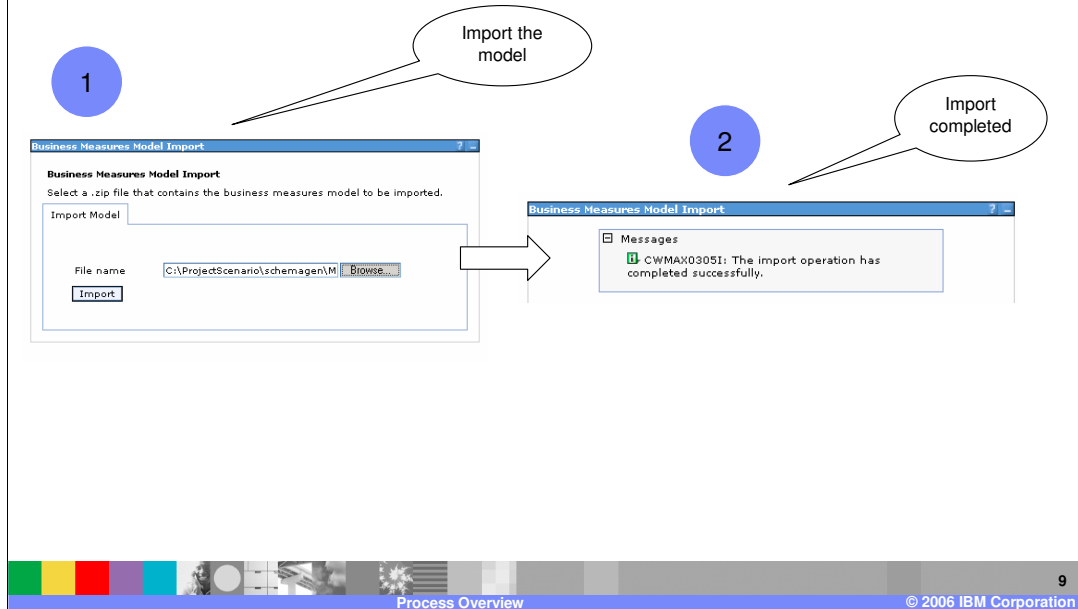 Import the
model
1
Business Measures Model Import ? _
Business Measures Model Import
Select a .zip file that contains the business measures model to be imported.
Import Model
File name C:\ProjectScenario\schemagen\M Browse...
Import
Import
completed
2
Business Measures Model Import ? _
Messages
CWMAX0305I: The import operation has
completed successfully.
9
Process Overview
© 2006 IBM Corporation